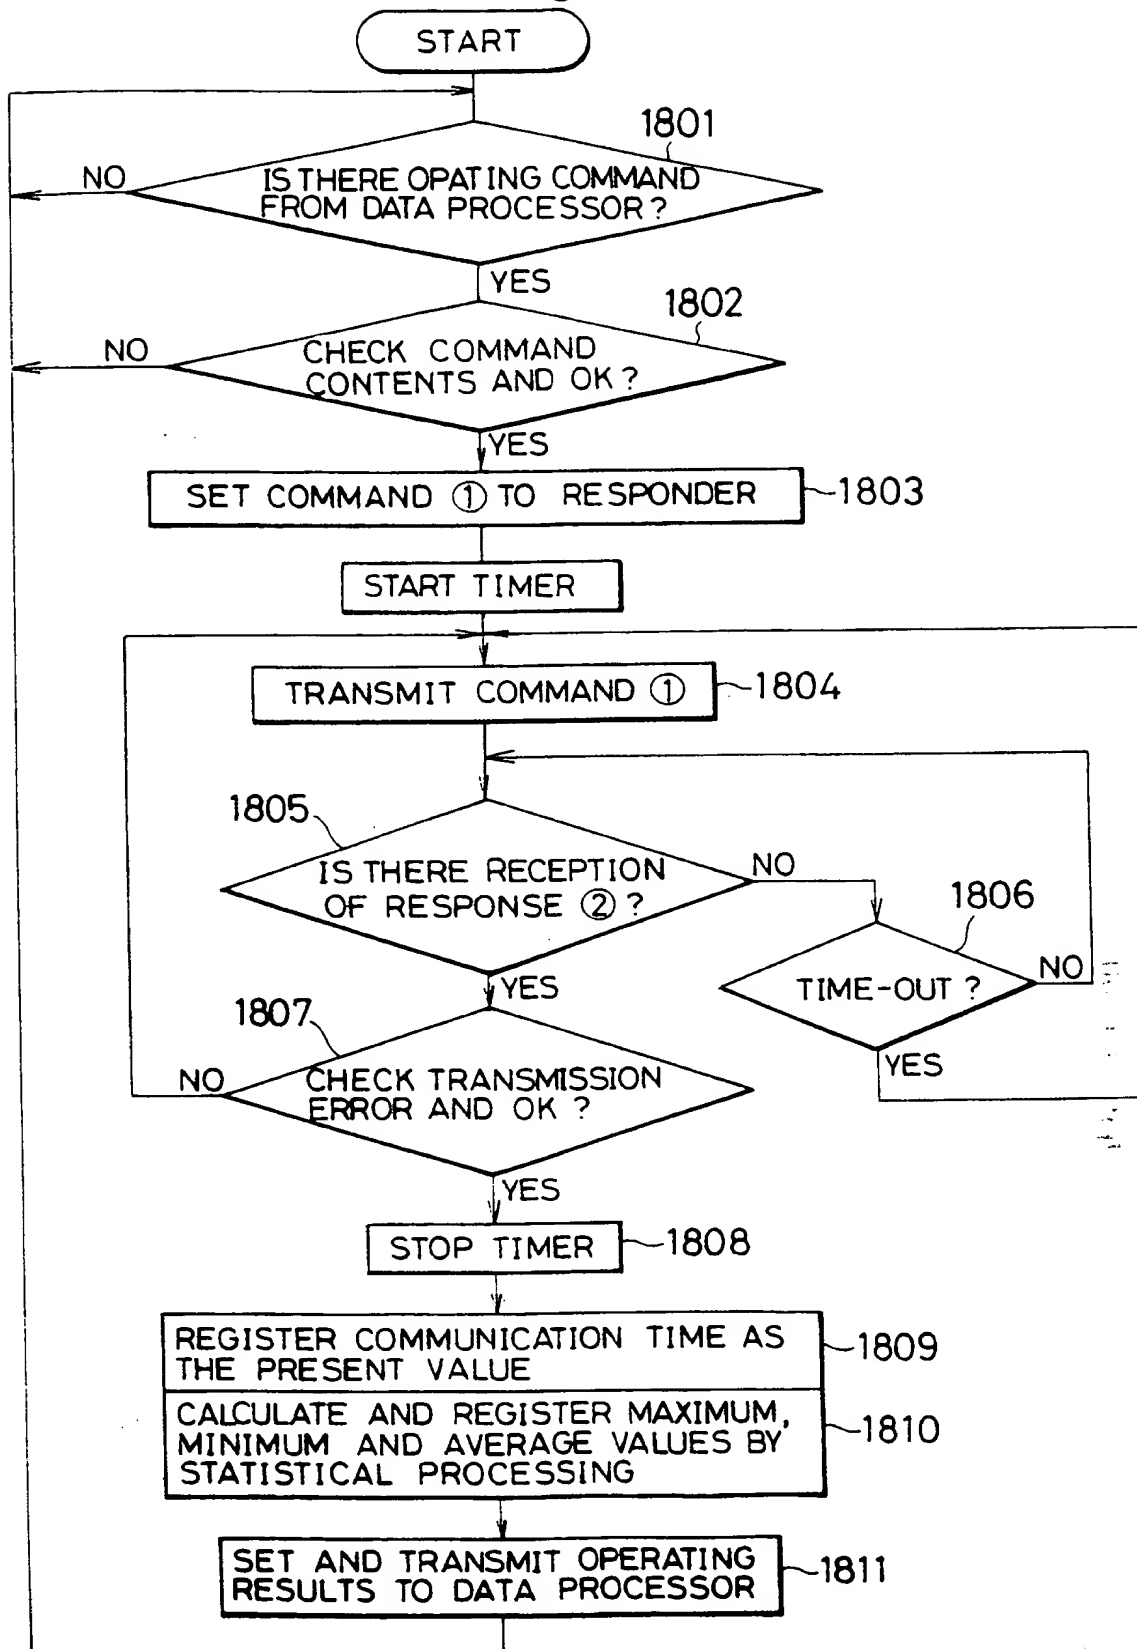 START
1801
NO
IS THERE OPATING COMMAND
FROM DATA PROCESSOR?
YES
1802
NO
CHECK COMMAND
CONTENTS AND OK?
YES
SET COMMAND ① TO RESPONDER
1803
START TIMER
TRANSMIT COMMAND ①
1804
1805
IS THERE RECEPTION
OF RESPONSE ② ?
NO
1806
TIME-OUT ?
NO
YES
YES
1807
NO
CHECK TRANSMISSION
ERROR AND OK ?
YES
STOP TIMER
1808
REGISTER COMMUNICATION TIME AS
THE PRESENT VALUE
1809
CALCULATE AND REGISTER MAXIMUM,
MINIMUM AND AVERAGE VALUES BY
STATISTICAL PROCESSING
1810
SET AND TRANSMIT OPERATING
RESULTS TO DATA PROCESSOR
1811